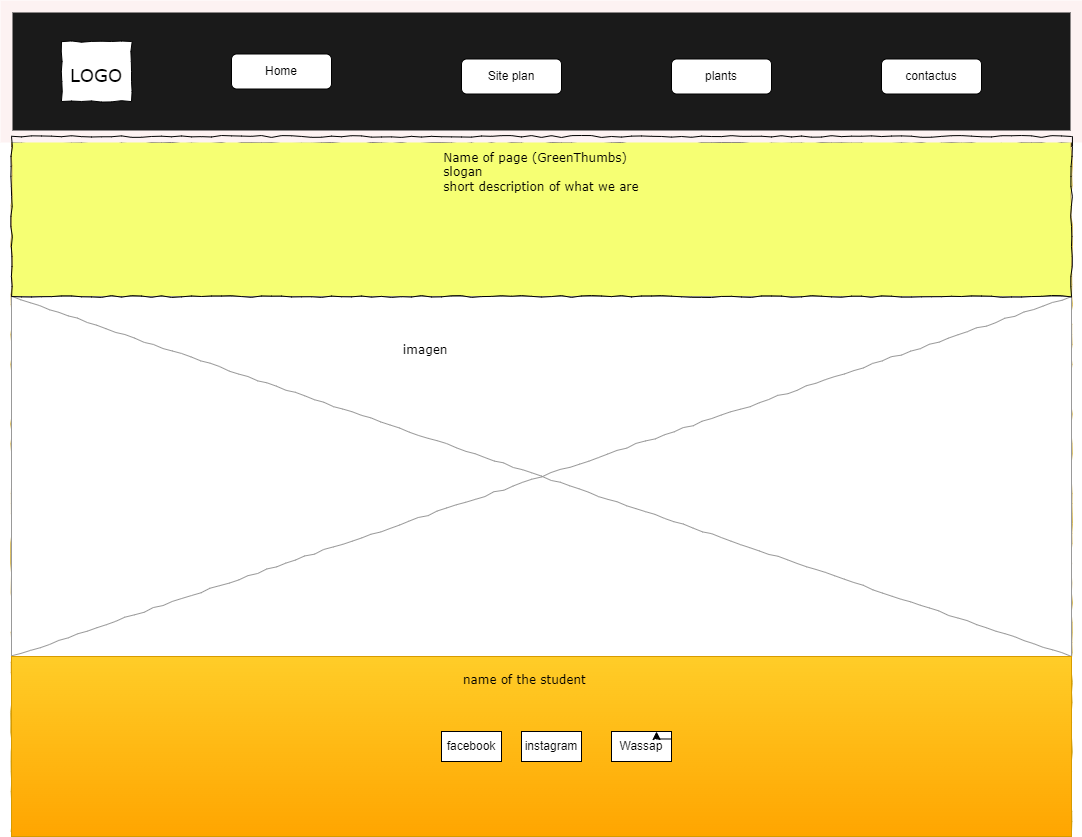 LOGO
Home
Site plan
plants
contactus
Name of page (GreenThumbs)
slogan
short description of what we are
imagen
name of the student
facebook
instagram
Wassap